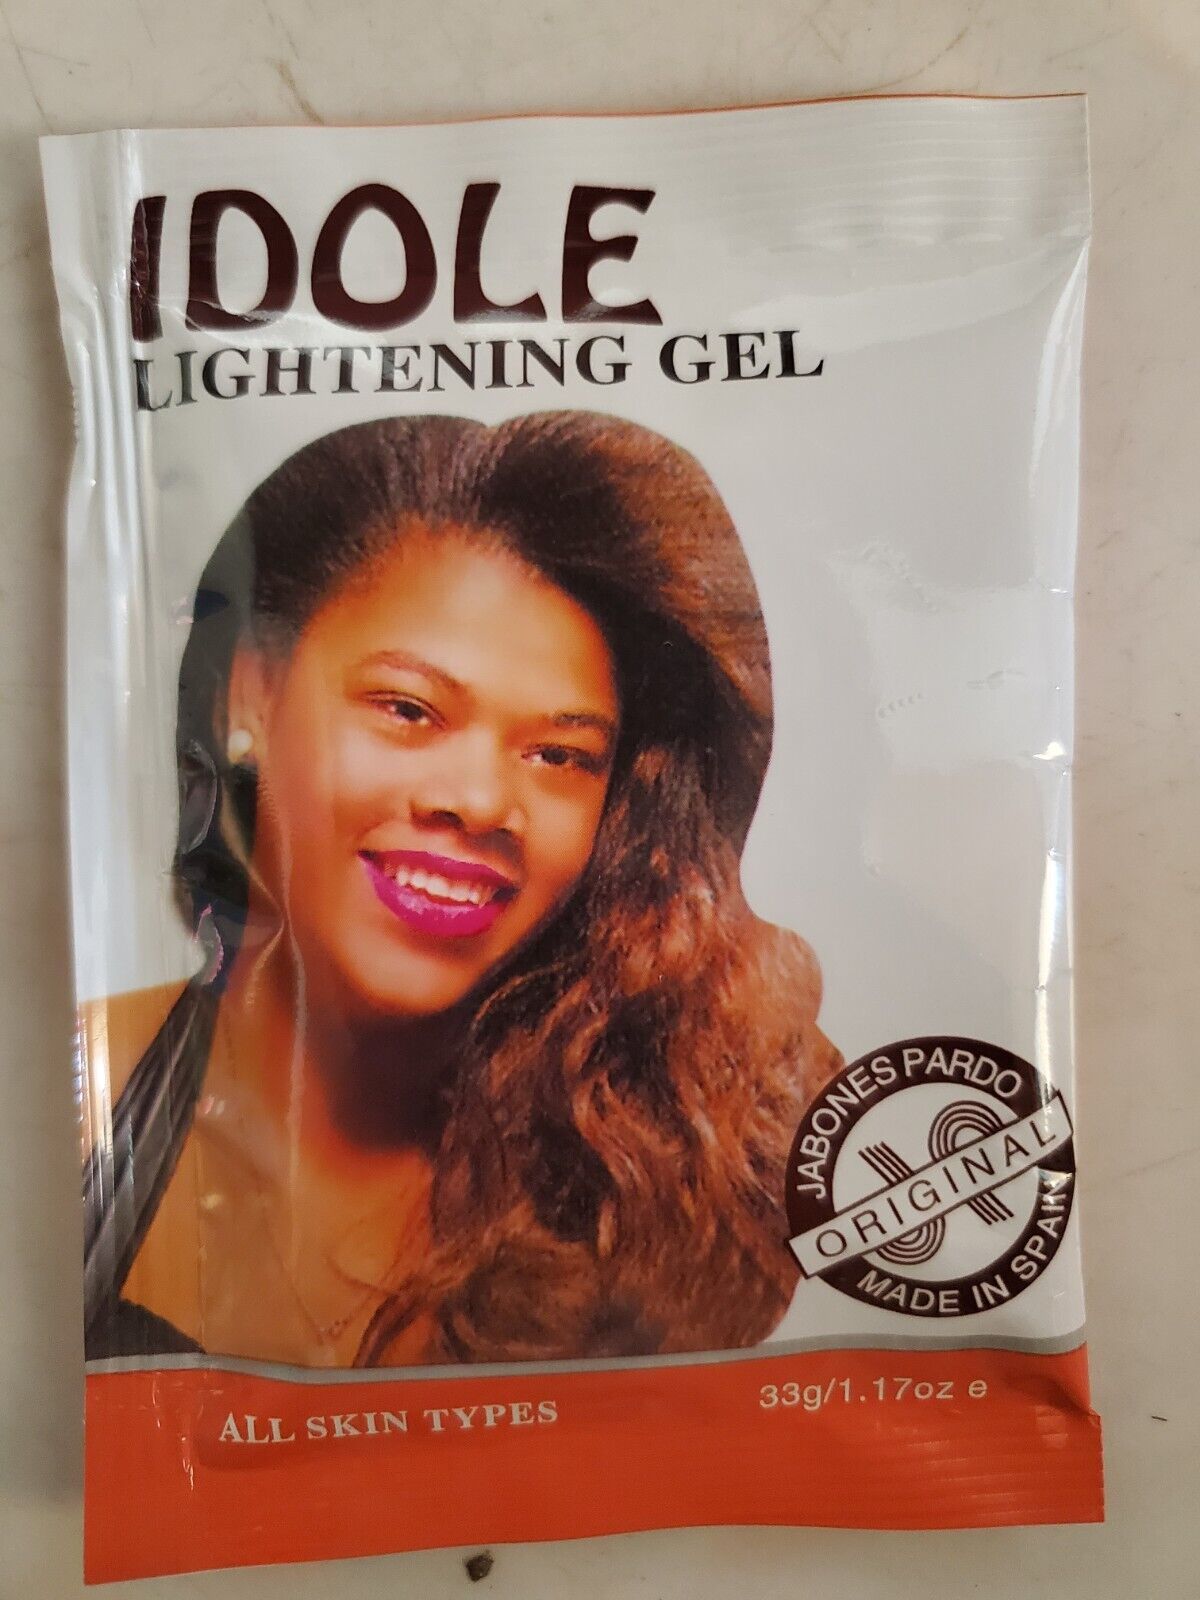 IDOLE
LIGHTENING GEL
JABONES PARDO
ORIGINAL
MADE IN SPAIN
ALL SKIN TYPES
33g/1.17oz e